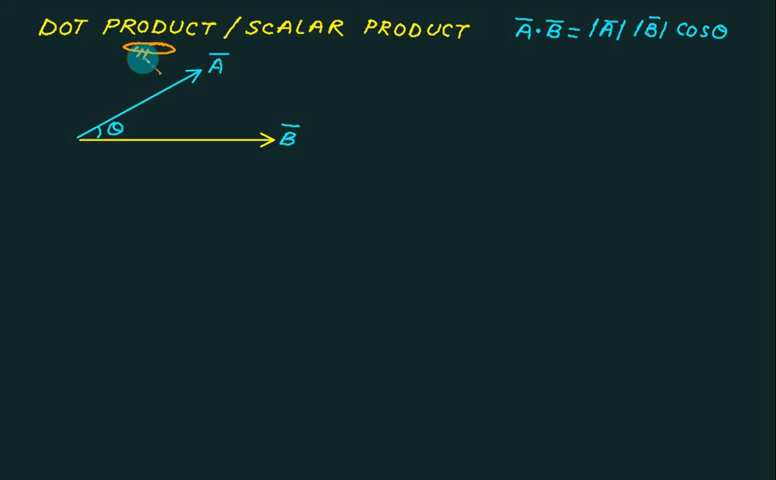 DOT PRODUCT / SCALAR PRODUCT A̅ · B̅ = |A̅| |B̅| cosθ
A̅
θ
B̅